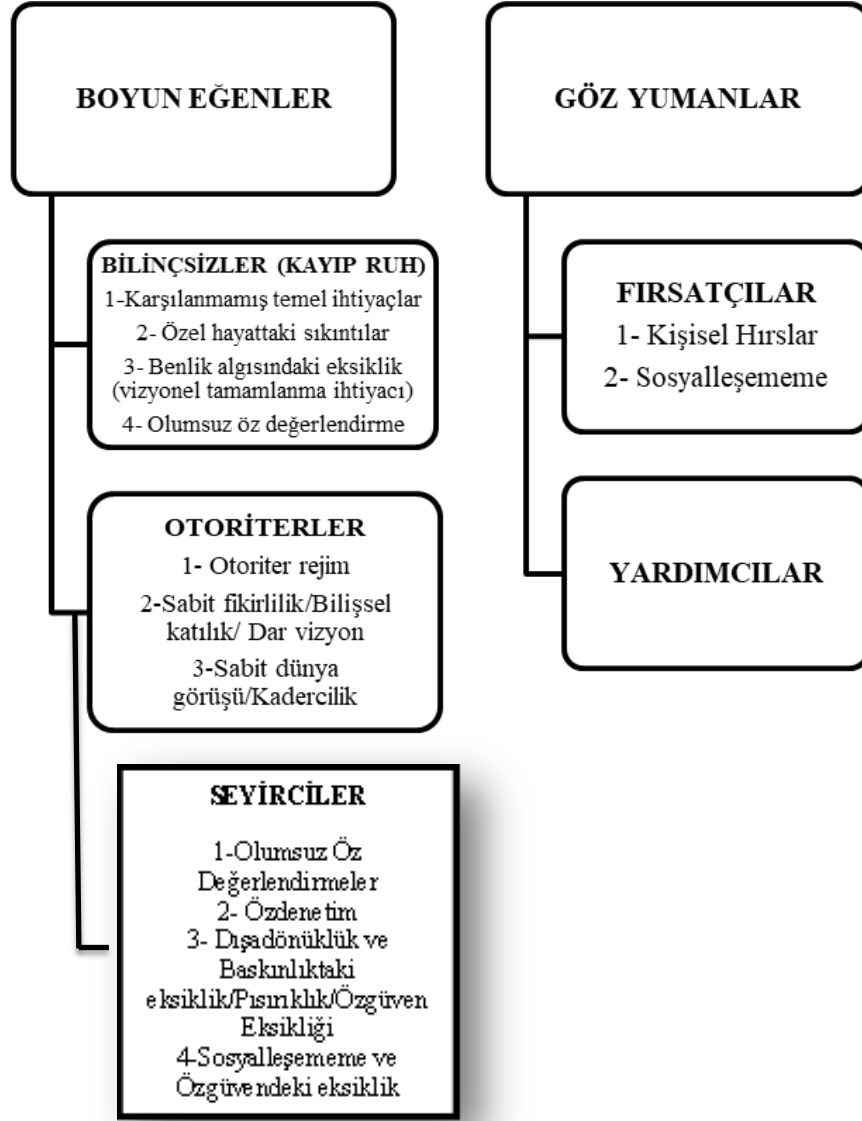 BOYUN EĞENLER
BİLİNÇSİZLER (KAYIP RUH)
1-Karşılanmamış temel ihtiyaçlar
2- Özel hayattaki sıkıntılar
3- Benlik algısındaki eksiklik
(vizyonel tamamlanma ihtiyacı)
4- Olumsuz öz değerlendirme
OTORİTERLER
1- Otoriter rejim
2-Sabit fikirlilik/Bilişsel
katılık/ Dar vizyon
3-Sabit dünya
görüşü/Kadercilik
SEYİRCİLER
1-Olumsuz Öz
Değerlendirmeler
2- Özdenetim
3- Dışadönüklük ve
Baskınlıktaki
eksiklik/Pısırıklık/Özgüven
Eksikliği
4-Sosyalleşememe ve
Özgüvendeki eksiklik
GÖZ YUMANLAR
FIRSATÇILAR
1- Kişisel Hırslar
2- Sosyalleşememe
YARDIMCILAR